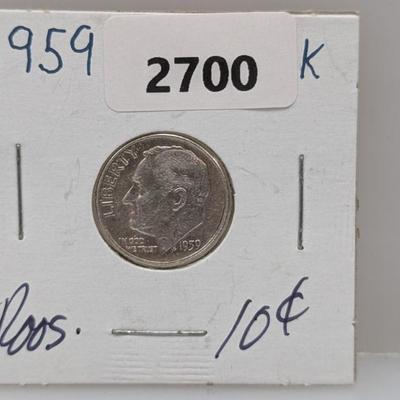 959 2700 K
LIBERTY
IN GOD
WE TRUST
1959
Roos. 10¢